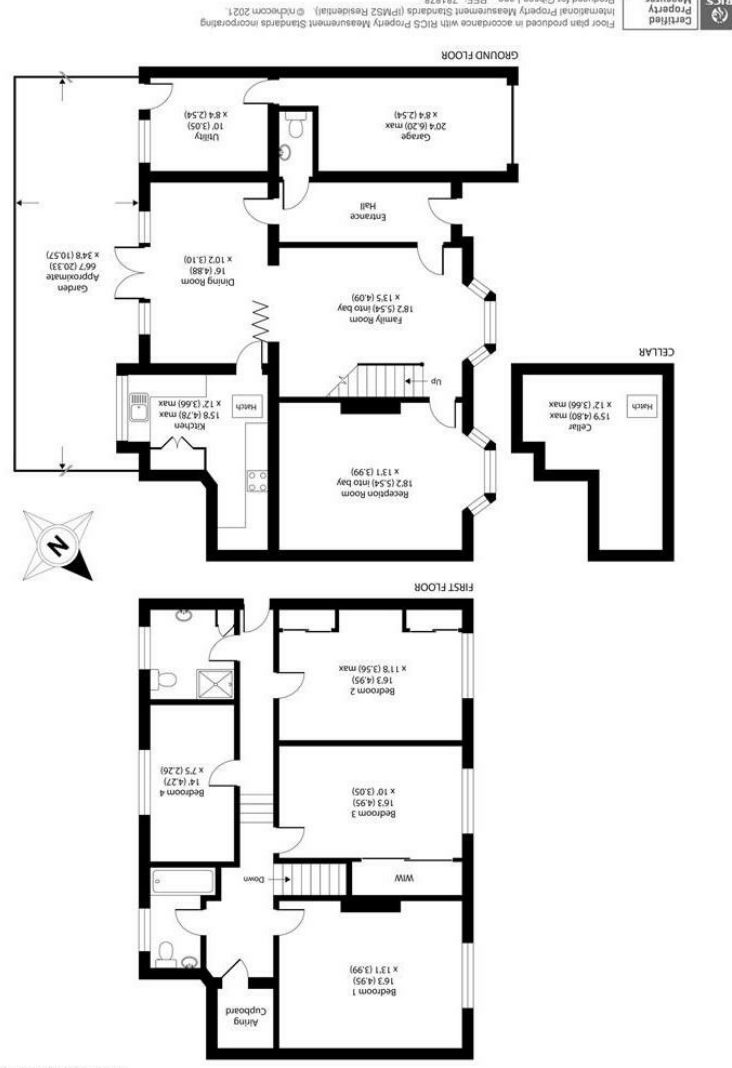 Airing
Cupboard
Bedroom 1
16'3 (4.95)
x 13'1 (3.99)
Down
WIW
Bedroom 3
16'3 (4.95)
x 10' (3.05)
Bedroom 4
14' (4.27)
x 7'5 (2.26)
Bedroom 2
16'3 (4.95)
x 11'8 (3.56) max
FIRST FLOOR
N
Reception Room
18'2 (5.54) into bay
x 13'1 (3.99)
Kitchen
15'8 (4.78) max
x 12' (3.66) max
Hatch
Up
Cellar
15'9 (4.80) max
x 12' (3.66) max
Hatch
CELLAR
Family Room
18'2 (5.54) into bay
x 13'5 (4.09)
Dining Room
16' (4.88)
x 10'2 (3.10)
Garden
Approximate
66'7 (20.33)
x 34'8 (10.57)
Entrance
Hall
Garage
20'4 (6.20) max
x 8'4 (2.54)
Utility
10' (3.05)
x 8'4 (2.54)
GROUND FLOOR
Certified
Property
Floor plan produced in accordance with RICS Property Measurement Standards incorporating
International Property Measurement Standards (IPMS2 Residential). © nichecom 2021.